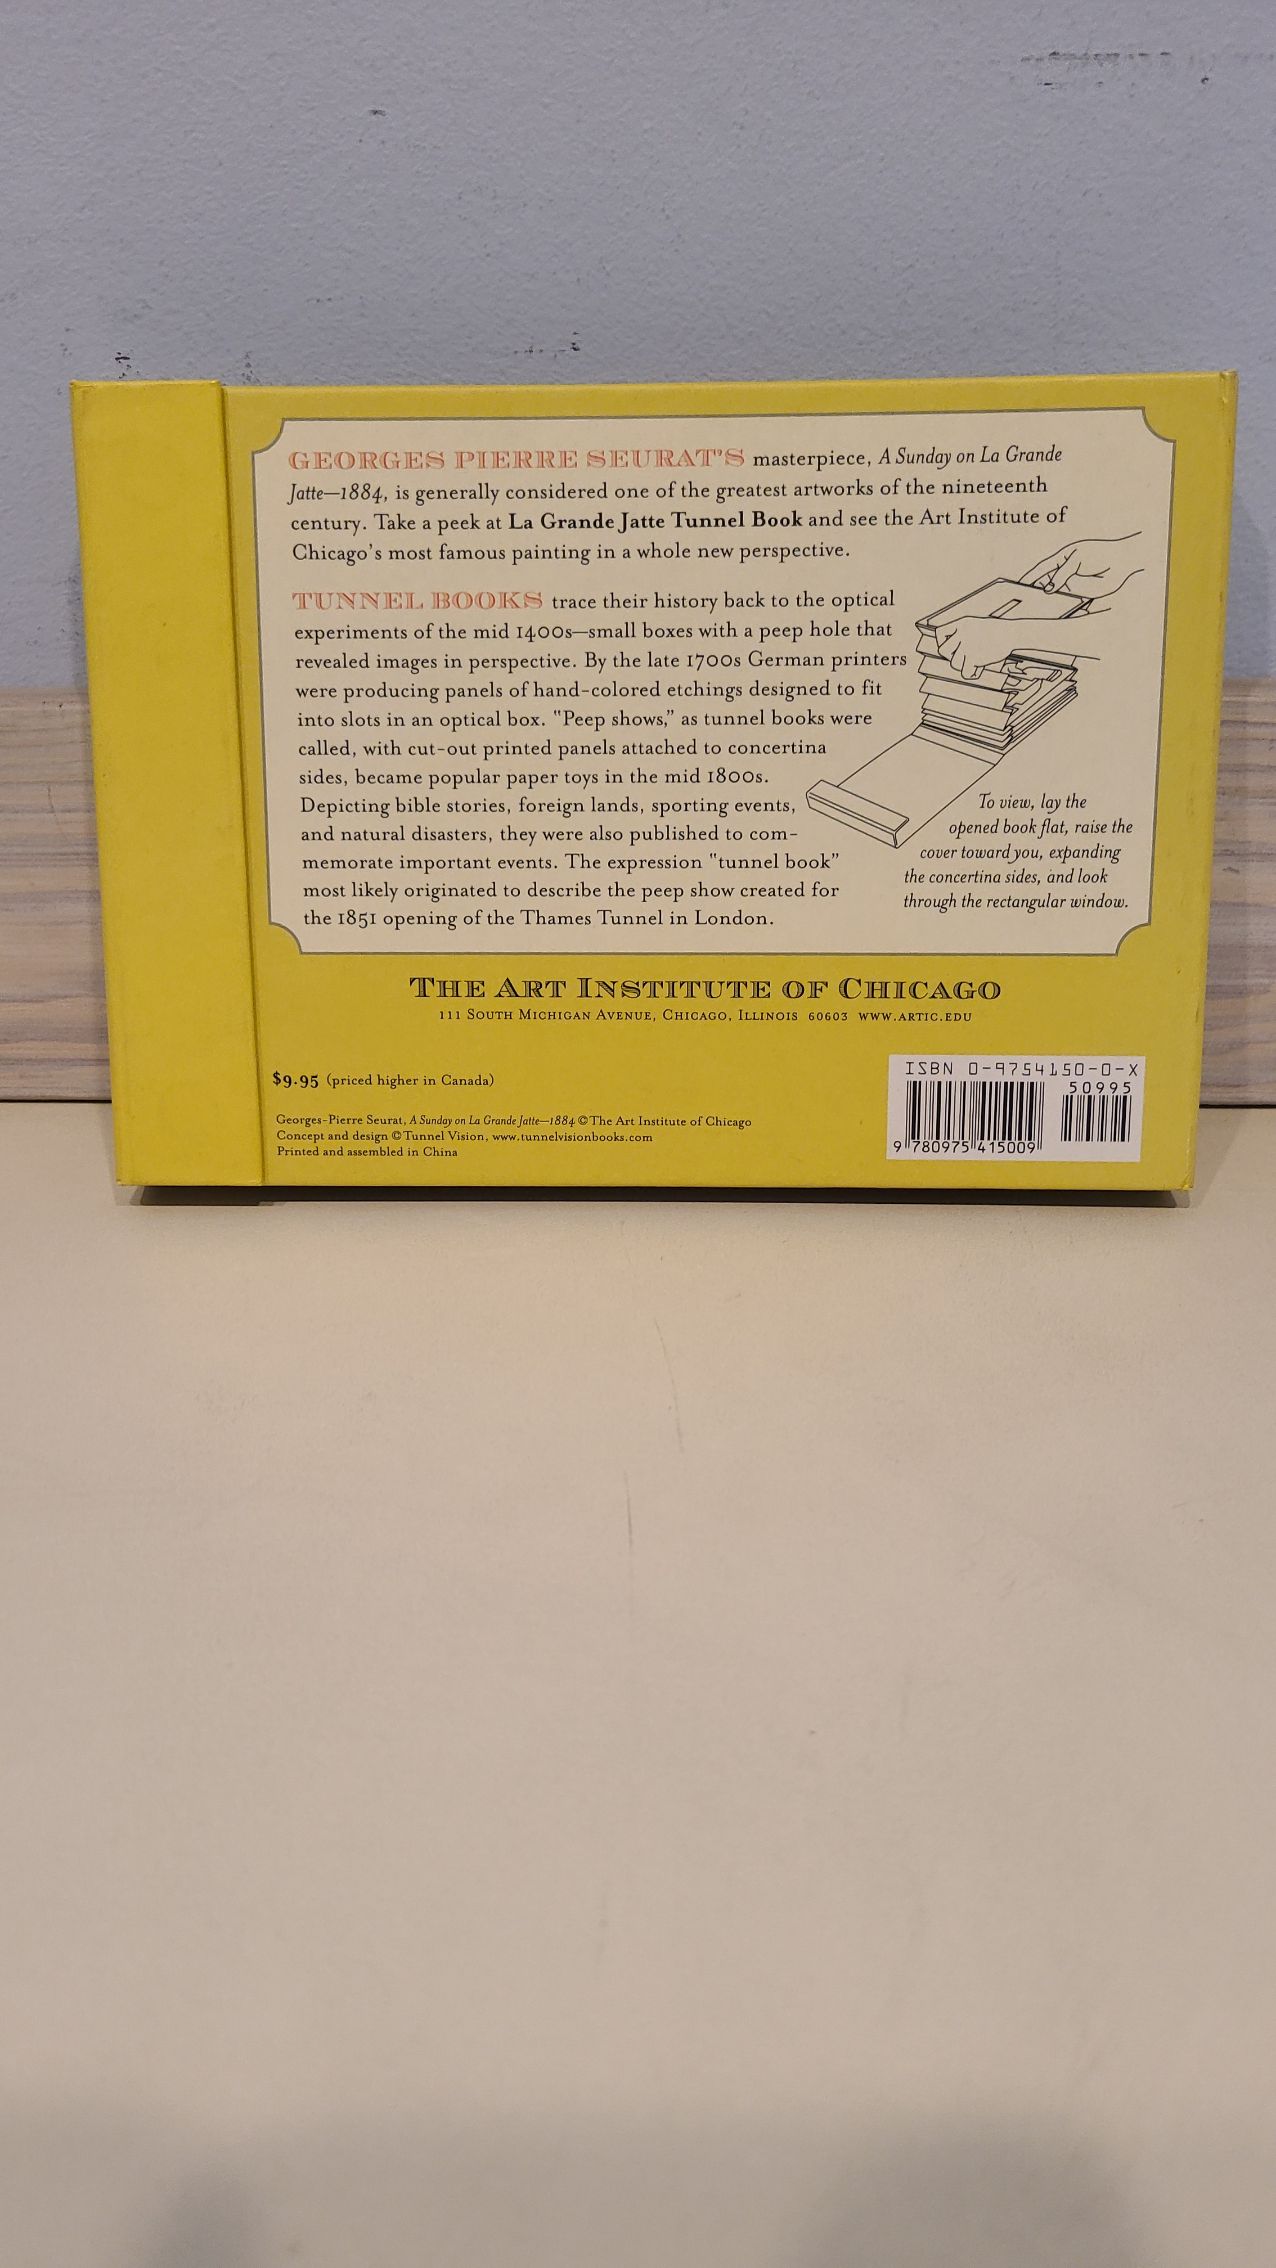 GEORGES PIERRE SEURAT'S masterpiece, A Sunday on La Grande
Jatte—1884, is generally considered one of the greatest artworks of the nineteenth
century. Take a peek at La Grande Jatte Tunnel Book and see the Art Institute of
Chicago's most famous painting in a whole new perspective.
TUNNEL BOOKS trace their history back to the optical
experiments of the mid 1400s—small boxes with a peep hole that
revealed images in perspective. By the late 1700s German printers
were producing panels of hand-colored etchings designed to fit
into slots in an optical box. "Peep shows," as tunnel books were
called, with cut-out printed panels attached to concertina
sides, became popular paper toys in the mid 1800s.
Depicting bible stories, foreign lands, sporting events,
and natural disasters, they were also published to com-
memorate important events. The expression "tunnel book"
most likely originated to describe the peep show created for
the 1851 opening of the Thames Tunnel in London.
To view, lay the
opened book flat, raise the
cover toward you, expanding
the concertina sides, and look
through the rectangular window.
THE ART INSTITUTE OF CHICAGO
111 SOUTH MICHIGAN AVENUE, CHICAGO, ILLINOIS 60603 WWW.ARTIC.EDU
$9.95 (priced higher in Canada)
Georges-Pierre Seurat, A Sunday on La Grande Jatte—1884 © The Art Institute of Chicago
Concept and design © Tunnel Vision, www.tunnelvisionbooks.com
Printed and assembled in China
ISBN 0-9754150-0-X
50995
9 780975 415009